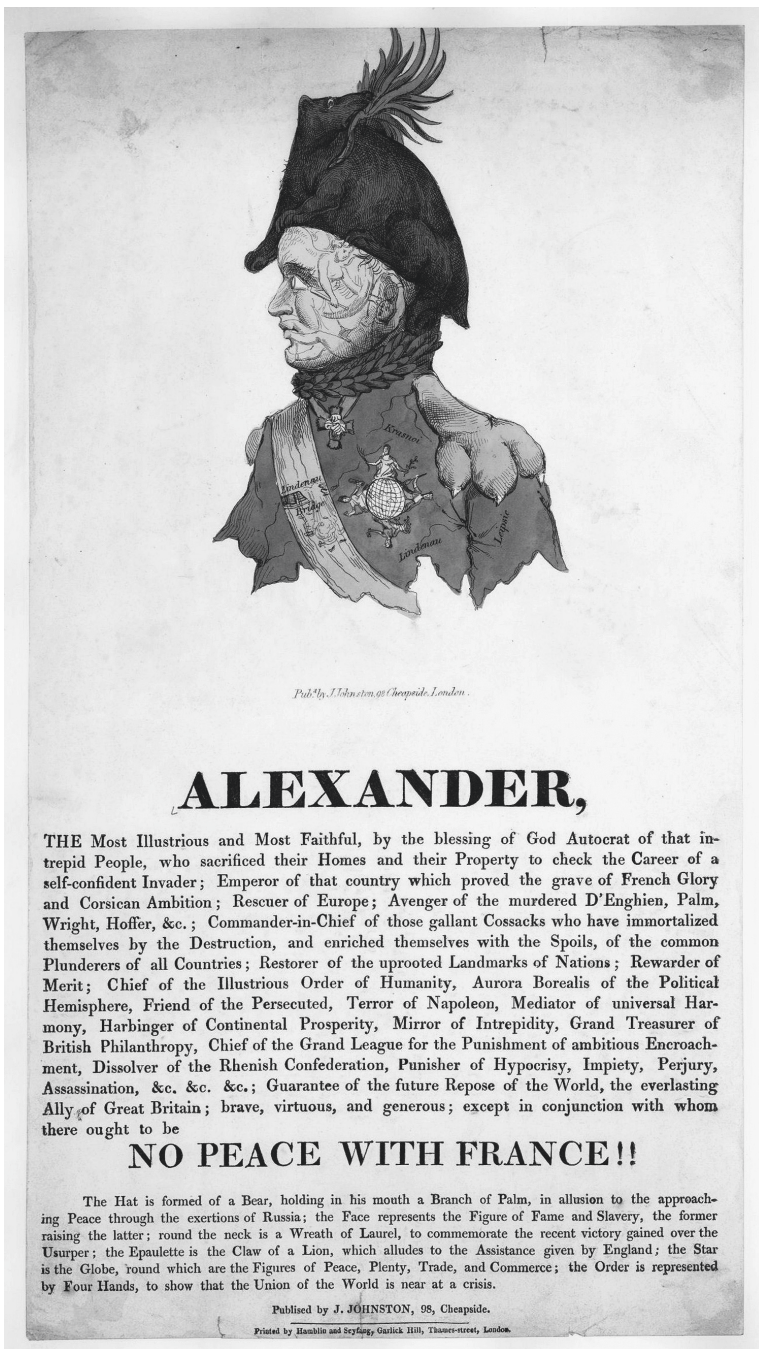 Krasnoi
Lindenau
Bridge
Lindenau
Leipsic
Pub.d by J. Johnston, 98 Cheapside, London.
ALEXANDER,
THE Most Illustrious and Most Faithful, by the blessing of God Autocrat of that in-
trepid People, who sacrificed their Homes and their Property to check the Career of a
self-confident Invader; Emperor of that country which proved the grave of French Glory
and Corsican Ambition; Rescuer of Europe; Avenger of the murdered D'Enghien, Palm,
Wright, Hoffer, &c.; Commander-in-Chief of those gallant Cossacks who have immortalized
themselves by the Destruction, and enriched themselves with the Spoils, of the common
Plunderers of all Countries; Restorer of the uprooted Landmarks of Nations; Rewarder of
Merit; Chief of the Illustrious Order of Humanity, Aurora Borealis of the Political
Hemisphere, Friend of the Persecuted, Terror of Napoleon, Mediator of universal Har-
mony, Harbinger of Continental Prosperity, Mirror of Intrepidity, Grand Treasurer of
British Philanthropy, Chief of the Grand League for the Punishment of ambitious Encroach-
ment, Dissolver of the Rhenish Confederation, Punisher of Hypocrisy, Impiety, Perjury,
Assassination, &c. &c. &c.; Guarantee of the future Repose of the World, the everlasting
Ally of Great Britain; brave, virtuous, and generous; except in conjunction with whom
there ought to be
NO PEACE WITH FRANCE!!
The Hat is formed of a Bear, holding in his mouth a Branch of Palm, in allusion to the approach-
ing Peace through the exertions of Russia; the Face represents the Figure of Fame and Slavery, the former
raising the latter; round the neck is a Wreath of Laurel, to commemorate the recent victory gained over the
Usurper; the Epaulette is the Claw of a Lion, which alludes to the Assistance given by England; the Star
is the Globe, round which are the Figures of Peace, Plenty, Trade, and Commerce; the Order is represented
by Four Hands, to show that the Union of the World is near at a crisis.
Publised by J. JOHNSTON, 98, Cheapside.
Printed by Hamblin and Seyfang, Garlick Hill, Thames-street, London.